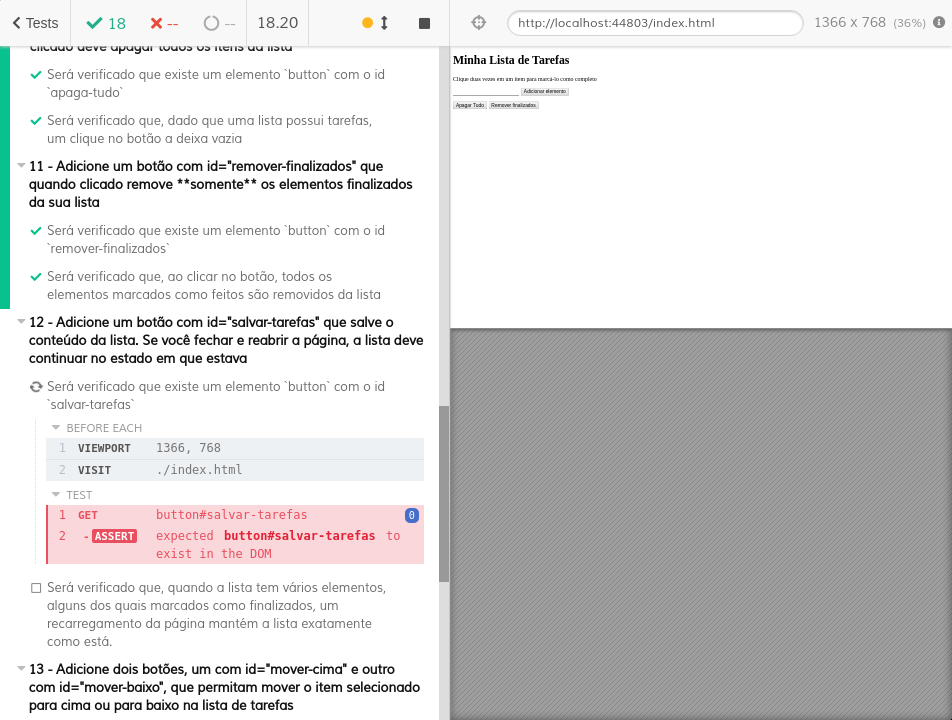 Tests
18
--
--
18.20
http://localhost:44803/index.html
1366 x 768 (36%)
clicado deve apagar todos os itens da lista
Será verificado que existe um elemento `button` com o id
`apaga-tudo`
Será verificado que, dado que uma lista possui tarefas,
um clique no botão a deixa vazia
11 - Adicione um botão com id="remover-finalizados" que
quando clicado remove **somente** os elementos finalizados
da sua lista
Será verificado que existe um elemento `button` com o id
`remover-finalizados`
Será verificado que, ao clicar no botão, todos os
elementos marcados como feitos são removidos da lista
12 - Adicione um botão com id="salvar-tarefas" que salve o
conteúdo da lista. Se você fechar e reabrir a página, a lista deve
continuar no estado em que estava
Será verificado que existe um elemento `button` com o id
`salvar-tarefas`
BEFORE EACH
1 VIEWPORT 1366, 768
2 VISIT ./index.html
TEST
1 GET button#salvar-tarefas 0
2 -ASSERT expected button#salvar-tarefas to
exist in the DOM
Será verificado que, quando a lista tem vários elementos,
alguns dos quais marcados como finalizados, um
recarregamento da página mantém a lista exatamente
como está.
13 - Adicione dois botões, um com id="mover-cima" e outro
com id="mover-baixo", que permitam mover o item selecionado
para cima ou para baixo na lista de tarefas
Minha Lista de Tarefas
Clique duas vezes em um item para marcá-lo como completo
Adicionar elemento
Apagar Tudo Remover finalizados